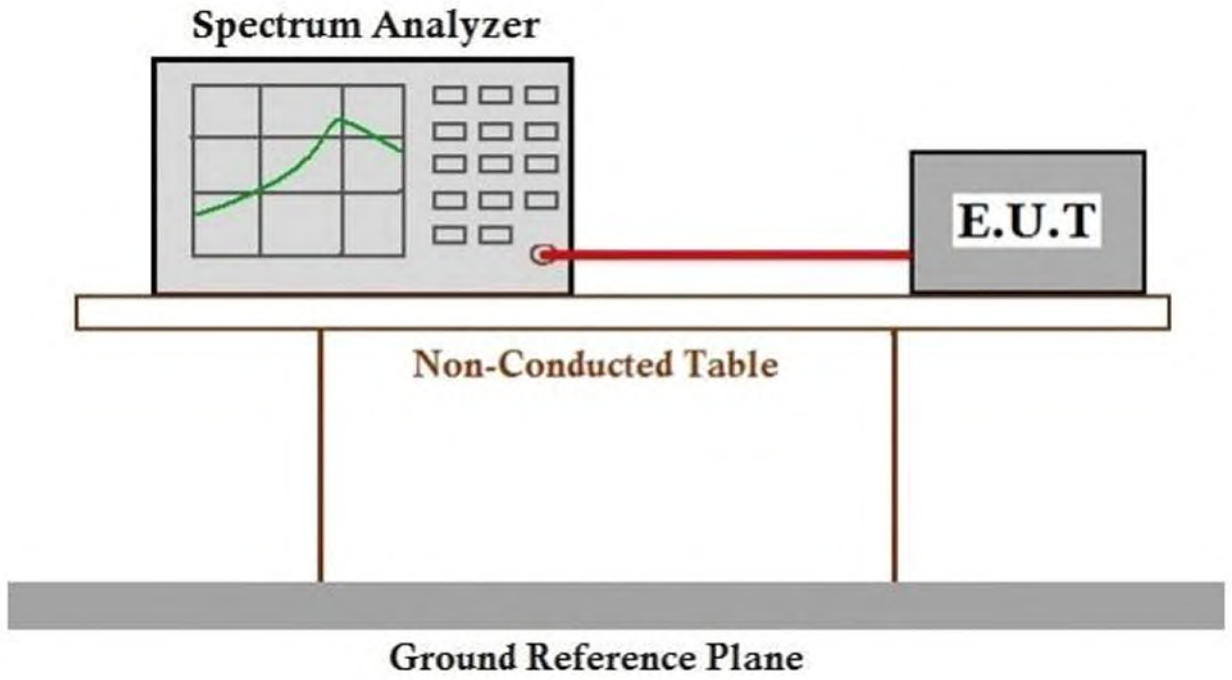 Spectrum Analyzer
E.U.T
Non-Conducted Table
Ground Reference Plane